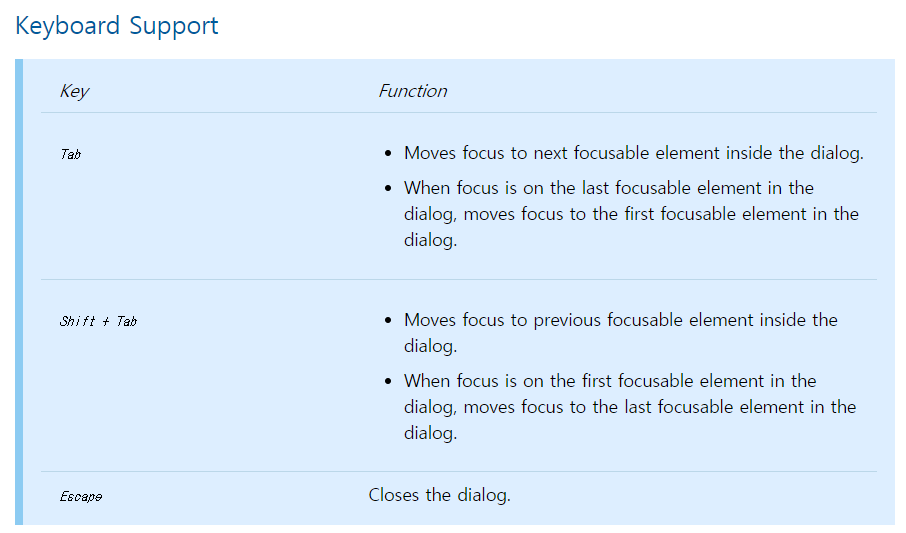 Keyboard Support
Key Function
Tab
• Moves focus to next focusable element inside the dialog.
• When focus is on the last focusable element in the
dialog, moves focus to the first focusable element in the
dialog.
Shift + Tab
• Moves focus to previous focusable element inside the
dialog.
• When focus is on the first focusable element in the
dialog, moves focus to the last focusable element in the
dialog.
Escape Closes the dialog.